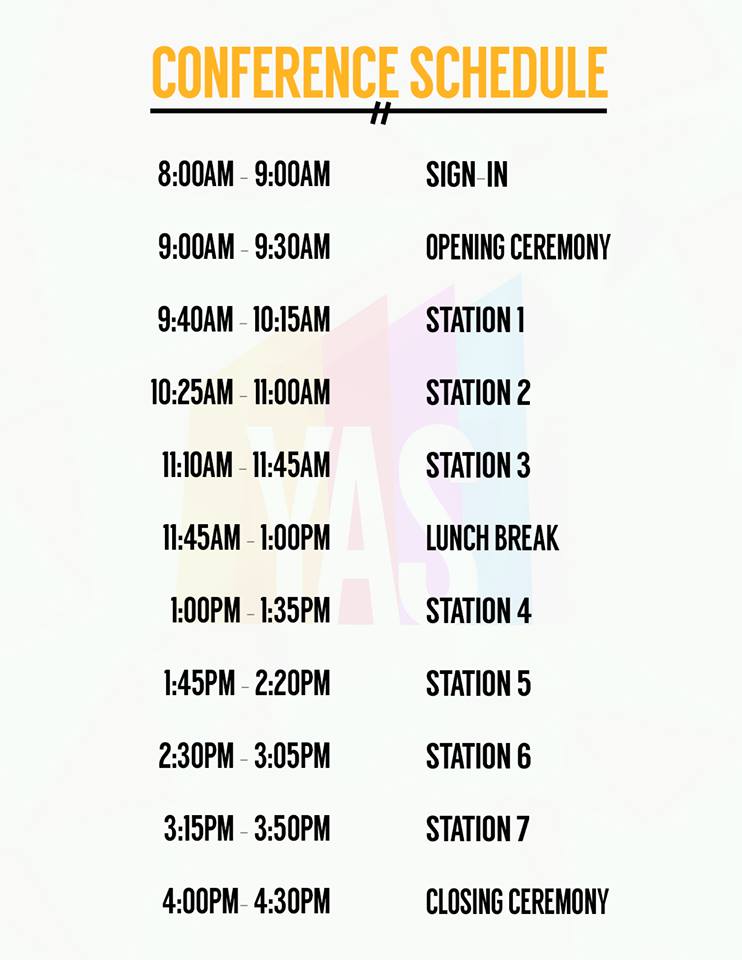 CONFERENCE SCHEDULE
8:00AM - 9:00AM SIGN-IN
9:00AM - 9:30AM OPENING CEREMONY
9:40AM - 10:15AM STATION 1
10:25AM - 11:00AM STATION 2
11:10AM - 11:45AM STATION 3
YAS
11:45AM - 1:00PM LUNCH BREAK
1:00PM - 1:35PM STATION 4
1:45PM - 2:20PM STATION 5
2:30PM - 3:05PM STATION 6
3:15PM - 3:50PM STATION 7
4:00PM- 4:30PM CLOSING CEREMONY